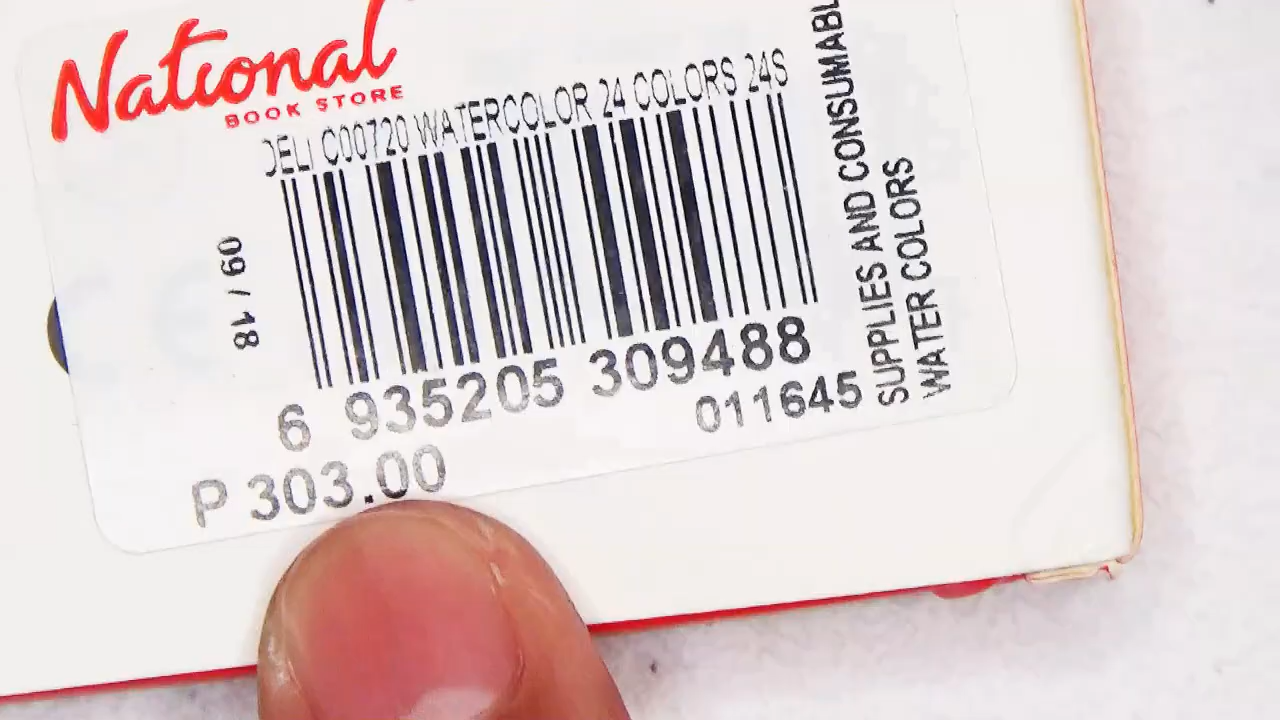 National
BOOK STORE
DELI C00720 WATERCOLOR 24 COLORS 24S
09 / 18
6 935205 309488
011645
P 303.00
SUPPLIES AND
WATER COLORS